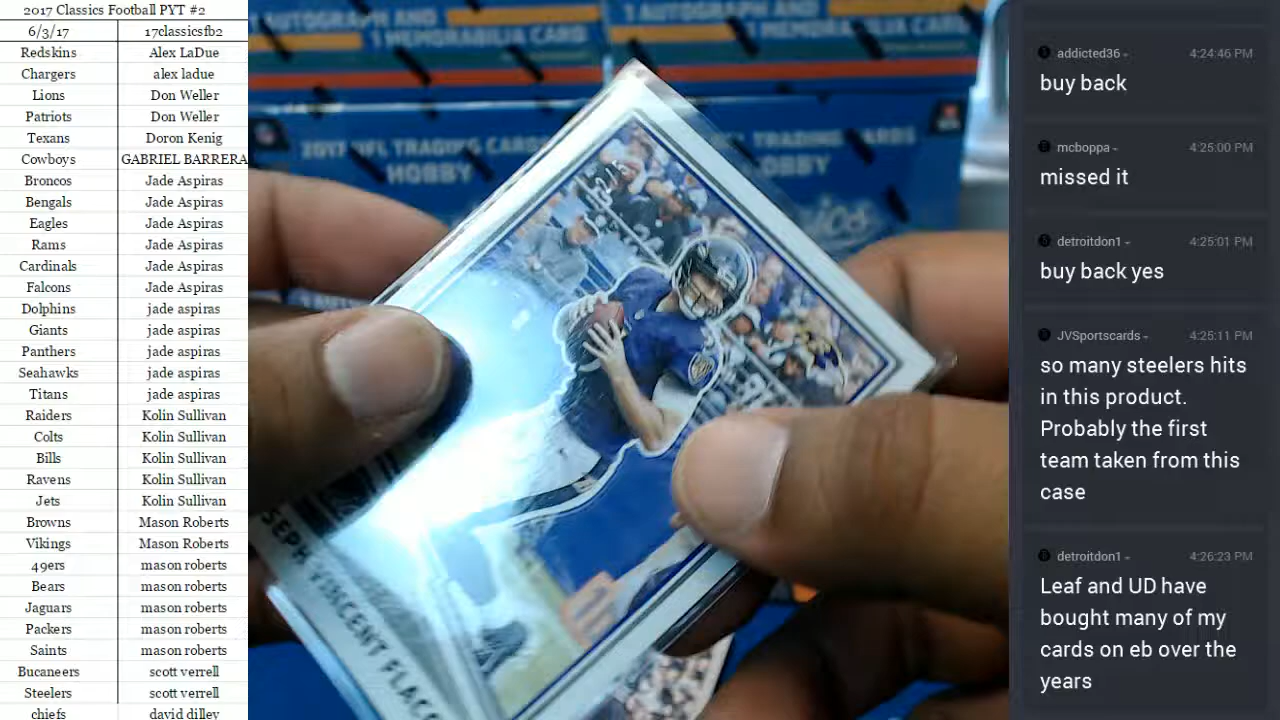 2017 Classics Football PYT #2
6/3/17 17classicsfb2
Redskins Alex LaDue
Chargers alex ladue
Lions Don Weller
Patriots Don Weller
Texans Doron Kenig
Cowboys GABRIEL BARRERA
Broncos Jade Aspiras
Bengals Jade Aspiras
Eagles Jade Aspiras
Rams Jade Aspiras
Cardinals Jade Aspiras
Falcons Jade Aspiras
Dolphins jade aspiras
Giants jade aspiras
Panthers jade aspiras
Seahawks jade aspiras
Titans jade aspiras
Raiders Kolin Sullivan
Colts Kolin Sullivan
Bills Kolin Sullivan
Ravens Kolin Sullivan
Jets Kolin Sullivan
Browns Mason Roberts
Vikings Mason Roberts
49ers mason roberts
Bears mason roberts
Jaguars mason roberts
Packers mason roberts
Saints mason roberts
Bucaneers scott verrell
Steelers scott verrell
chiefs david dilley
1 AUTOGRAPH AND
1 MEMORABILIA CARD
1 AUTOGRAPH AND
1 MEMORABILIA CARD
2017 NFL TRADING CARDS
HOBBY
TRADING CARDS
VINCENT
addicted36 4:24:46 PM
buy back
mcboppa 4:25:00 PM
missed it
detroitdon1 4:25:01 PM
buy back yes
JVSportscards 4:25:11 PM
so many steelers hits
in this product.
Probably the first
team taken from this
case
detroitdon1 4:26:23 PM
Leaf and UD have
bought many of my
cards on eb over the
years